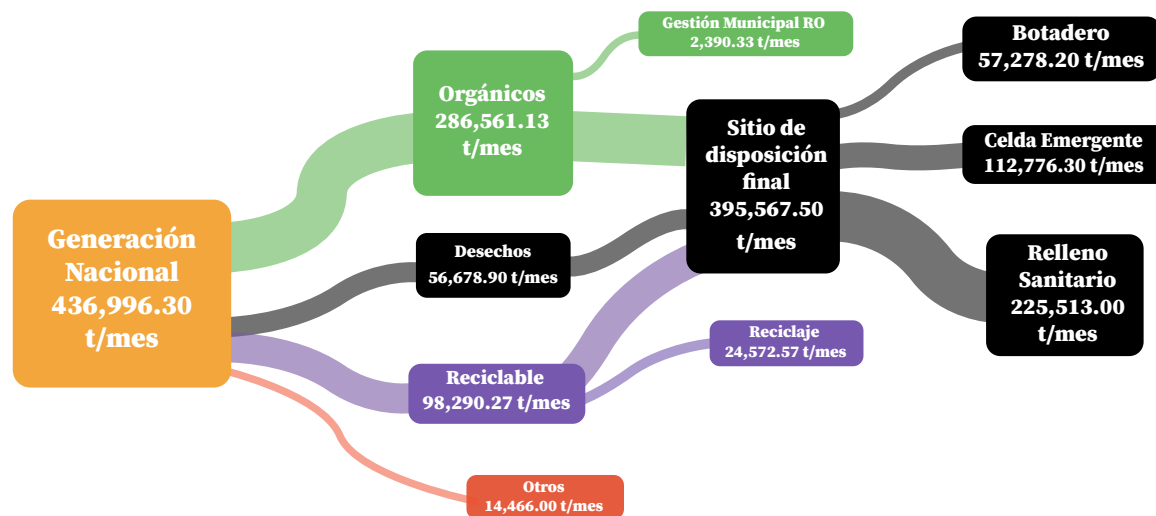 Generación
Nacional
436,996.30
t/mes
Orgánicos
286,561.13
t/mes
Gestión Municipal RO
2,390.33 t/mes
Desechos
56,678.90 t/mes
Reciclable
98,290.27 t/mes
Otros
14,466.00 t/mes
Sitio de
disposición
final
395,567.50
t/mes
Reciclaje
24,572.57 t/mes
Botadero
57,278.20 t/mes
Celda Emergente
112,776.30 t/mes
Relleno
Sanitario
225,513.00
t/mes